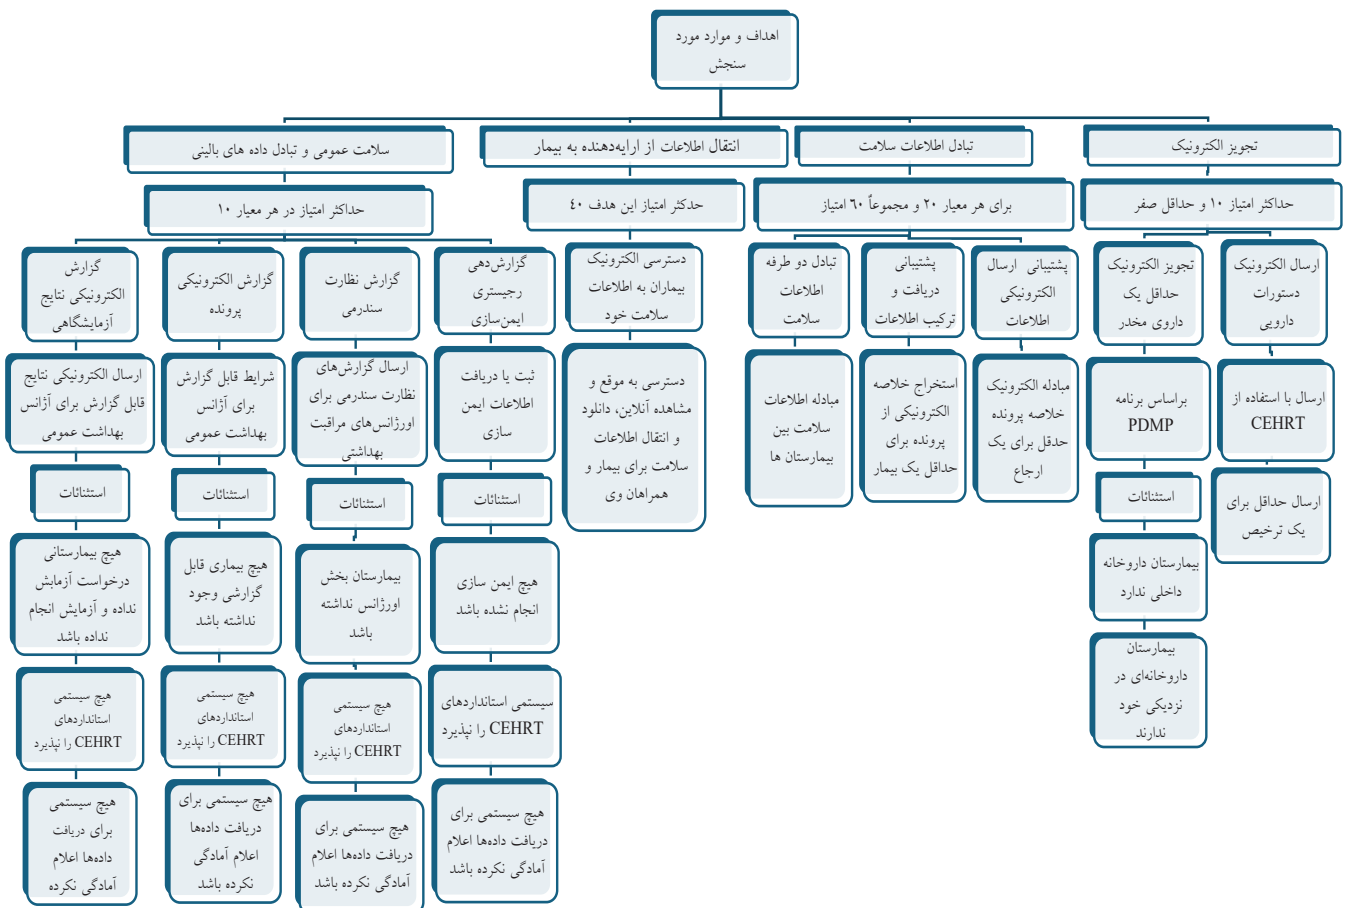 اهداف و موارد مورد
سنجش
تجویز الکترونیک
تبادل اطلاعات سلامت
انتقال اطلاعات از ارایه‌دهنده به بیمار
سلامت عمومی و تبادل داده های بالینی
حداکثر امتیاز ۱۰ و حداقل صفر
برای هر معیار ۲۰ و مجموعاً ۶۰ امتیاز
حدکثر امتیاز این هدف ۴۰
حداکثر امتیاز در هر معیار ۱۰
ارسال الکترونیک
دستورات
دارویی
ارسال با استفاده از
CEHRT
ارسال حداقل برای
یک ترخیص
تجویز الکترونیک
حداقل یک
داروی مخدر
براساس برنامه
PDMP
استثنائات
بیمارستان داروخانه
داخلی ندارد
بیمارستان
داروخانه‌ای در
نزدیکی خود
ندارند
پشتیبانی ارسال
الکترونیکی
اطلاعات
مبادله الکترونیک
خلاصه پرونده
حدقل برای یک
ارجاع
پشتیبانی
دریافت و
ترکیب اطلاعات
استخراج خلاصه
الکترونیکی از
پرونده برای
حداقل یک بیمار
تبادل دو طرفه
اطلاعات
سلامت
مبادله اطلاعات
سلامت بین
بیمارستان ها
دسترسی الکترونیک
بیماران به اطلاعات
سلامت خود
دسترسی به موقع و
مشاهده آنلاین، دانلود
و انتقال اطلاعات
سلامت برای بیمار و
همراهان وی
گزارش‌دهی
رجیستری
ایمن‌سازی
ثبت یا دریافت
اطلاعات ایمن
سازی
استثنائات
هیچ ایمن سازی
انجام نشده باشد
سیستمی استانداردهای
CEHRT را نپذیرد
هیچ سیستمی برای
دریافت داده‌ها اعلام
آمادگی نکرده باشد
گزارش نظارت
سندرمی
ارسال گزارش‌های
نظارت سندرمی برای
اورژانس‌های مراقبت
بهداشتی
استثنائات
بیمارستان بخش
اورژانس نداشته
باشد
هیچ سیستمی
استانداردهای
CEHRT را نپذیرد
هیچ سیستمی برای
دریافت داده‌ها اعلام
آمادگی نکرده باشد
گزارش الکترونیکی
پرونده
شرایط قابل گزارش
برای آژانس
بهداشت عمومی
استثنائات
هیچ بیماری قابل
گزارشی وجود
نداشته باشد
هیچ سیستمی
استانداردهای
CEHRT را نپذیرد
هیچ سیستمی برای
دریافت داده‌ها
اعلام آمادگی
نکرده باشد
گزارش
الکترونیکی نتایج
آزمایشگاهی
ارسال الکترونیکی نتایج
قابل گزارش برای آژانس
بهداشت عمومی
استثنائات
هیچ بیمارستانی
درخواست آزمابش
نداده و آزمایش انجام
نداده باشد
هیچ سیستمی
استانداردهای
CEHRT را نپذیرد
هیچ سیستمی
برای دریافت
داده‌ها اعلام
آمادگی نکرده